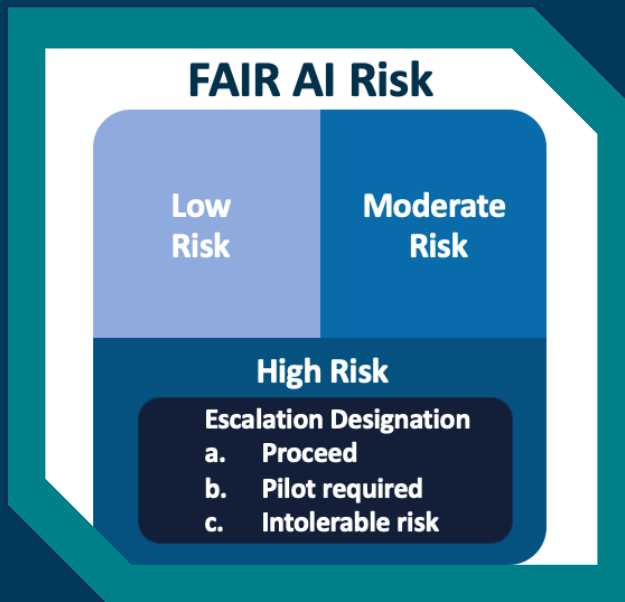 FAIR AI Risk
Low
Risk
Moderate
Risk
High Risk
Escalation Designation
a. Proceed
b. Pilot required
c. Intolerable risk